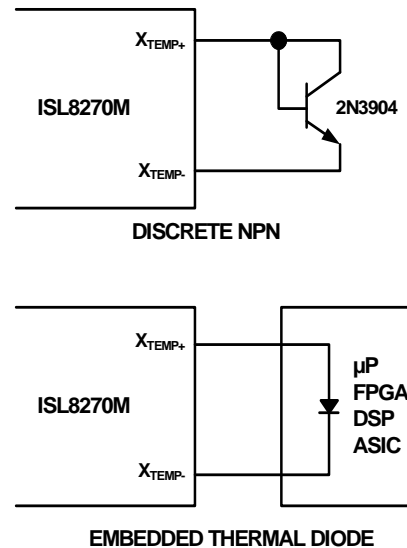 XTEMP+
ISL8270M
2N3904
XTEMP-
DISCRETE NPN
XTEMP+
µP
FPGA
ISL8270M
DSP
ASIC
XTEMP-
EMBEDDED THERMAL DIODE